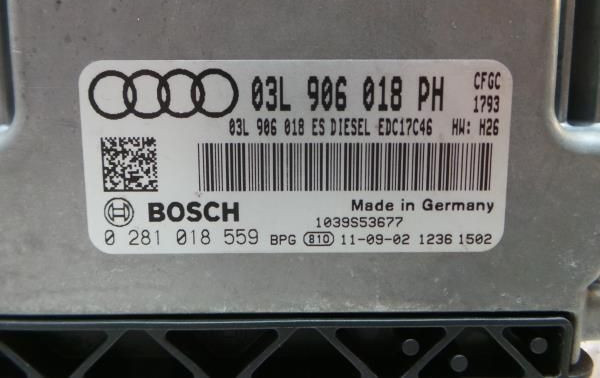 03L 906 018 PH CFGC
1793
03L 906 018 ES DIESEL EDC17C46 HW: H26
BOSCH Made in Germany
1039S53677
0 281 018 559 BPG 810 11-09-02 1236 1502